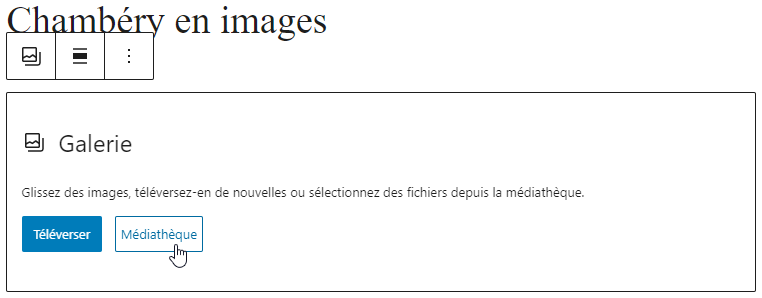 Chambéry en images
Galerie
Glissez des images, téléversez-en de nouvelles ou sélectionnez des fichiers depuis la médiathèque.
Téléverser
Médiathèque